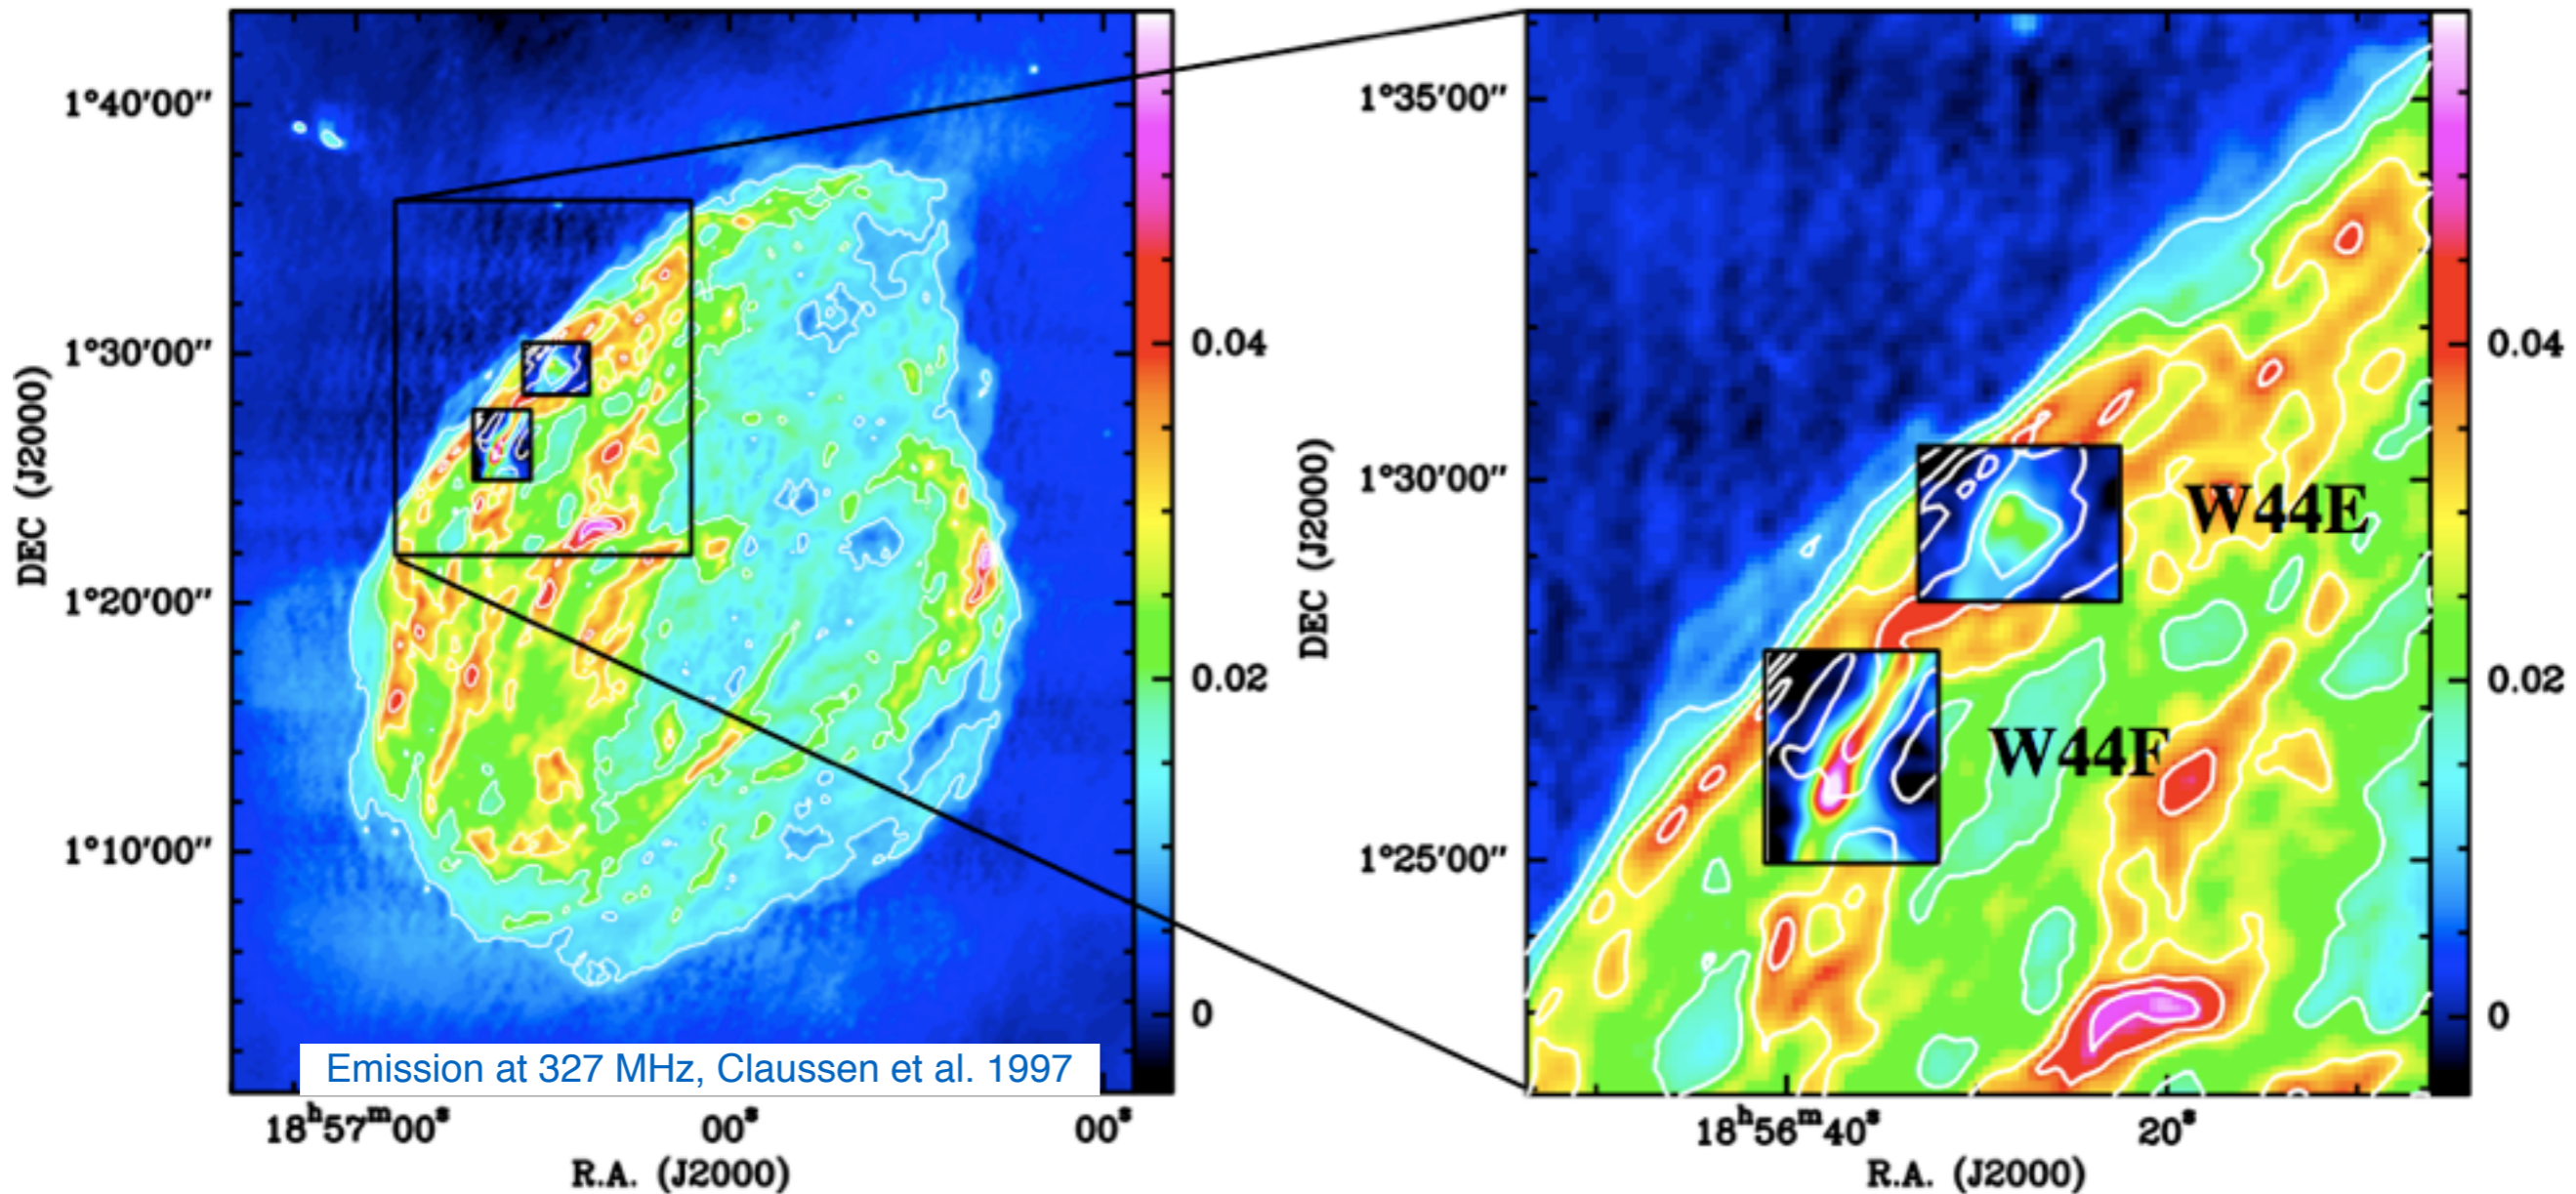 1°40′00″
1°30′00″
1°20′00″
1°10′00″
DEC (J2000)
18ʰ57ᵐ00ˢ
00ˢ
00ˢ
R.A. (J2000)
0.04
0.02
0
Emission at 327 MHz, Claussen et al. 1997
1°35′00″
1°30′00″
1°25′00″
DEC (J2000)
W44E
W44F
18ʰ56ᵐ40ˢ
20ˢ
R.A. (J2000)
0.04
0.02
0